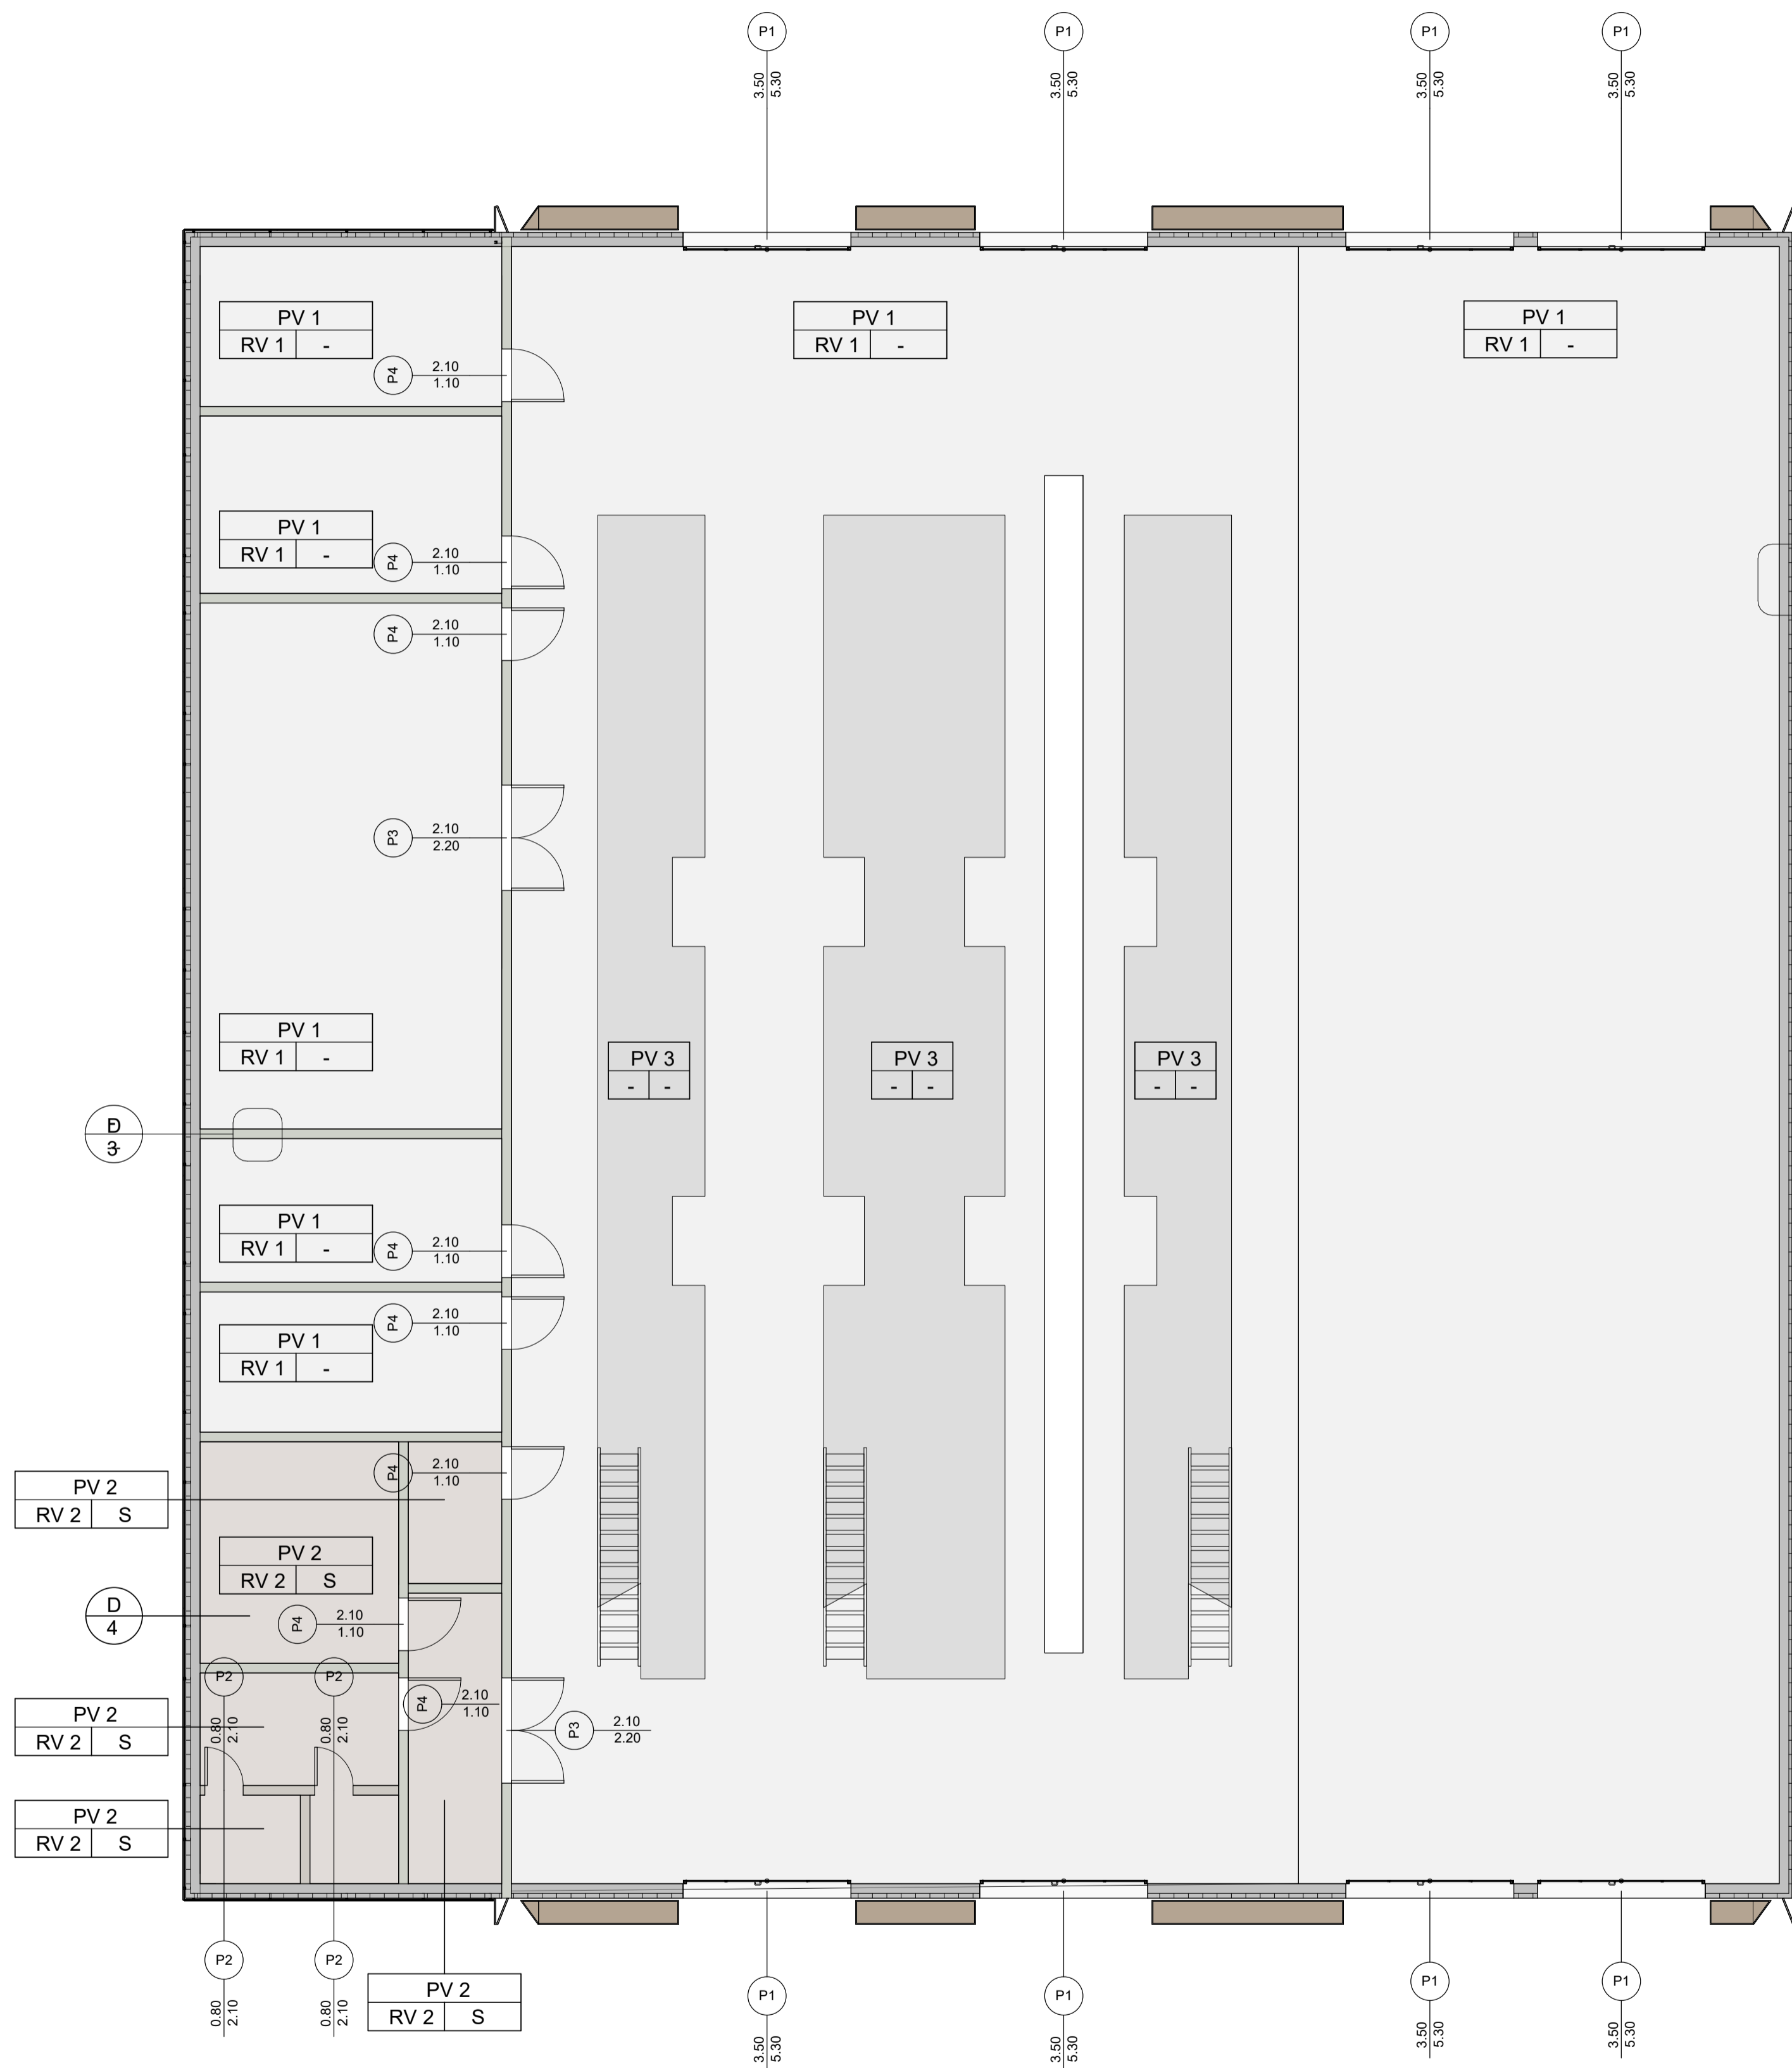 P1 P1 P1 P1
3.50 5.30 3.50 5.30 3.50 5.30 3.50 5.30
PV 1 PV 1 PV 1
RV 1 - RV 1 - RV 1 -
P4 2.10
1.10
PV 1
RV 1 -
P4 2.10
1.10
P4 2.10
1.10
P3 2.10
2.20
PV 1
RV 1 -
PV 3 PV 3 PV 3
- - - - - -
D
3
PV 1
RV 1 -
P4 2.10
1.10
P4 2.10
1.10
PV 1
RV 1 -
P4 2.10
1.10
PV 2
RV 2 S
PV 2
RV 2 S
D
4
P4 2.10
1.10
P2 P2
0.80 2.10 0.80 2.10
P4 2.10
1.10
P3 2.10
2.20
PV 2
RV 2 S
PV 2
RV 2 S
P2 P2
0.80 2.10 0.80 2.10
PV 2
RV 2 S
P1 P1 P1 P1
3.50 5.30 3.50 5.30 3.50 5.30 3.50 5.30